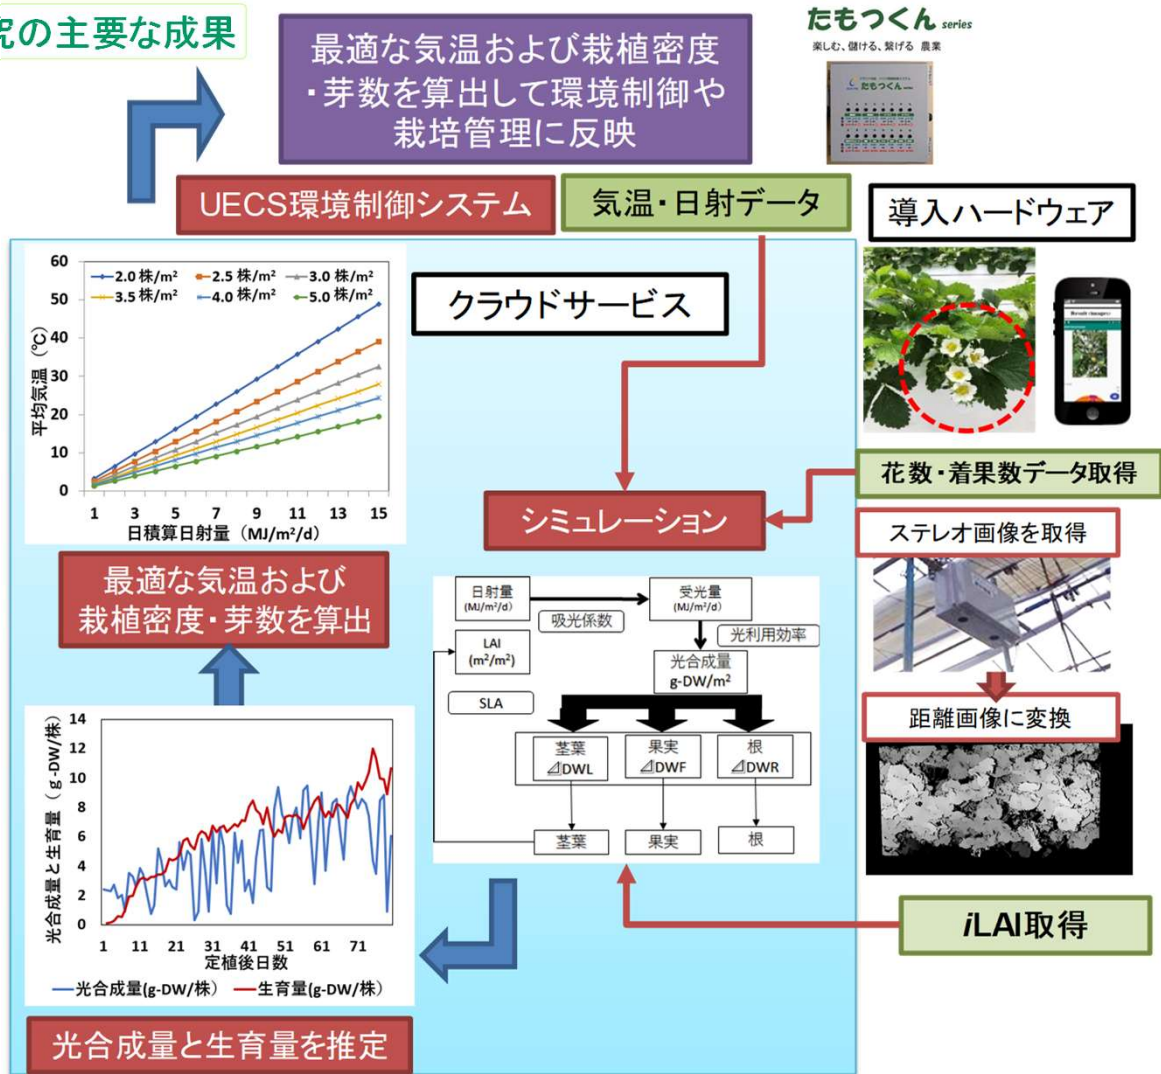 究の主要な成果
最適な気温および栽植密度
・芽数を算出して環境制御や
栽培管理に反映
たもつくん series
楽しむ、儲ける、繋げる 農業
たもつくん series
UECS環境制御システム
気温・日射データ
導入ハードウェア
クラウドサービス
2.0 株/m²
2.5 株/m²
3.0 株/m²
3.5 株/m²
4.0 株/m²
5.0 株/m²
平均気温（℃）
60
50
40
30
20
10
0
1 3 5 7 9 11 13 15
日積算日射量（MJ/m²/d）
花数・着果数データ取得
シミュレーション
ステレオ画像を取得
最適な気温および
栽植密度・芽数を算出
日射量
(MJ/m²/d)
受光量
(MJ/m²/d)
吸光係数
光利用効率
LAI
(m²/m²)
光合成量
g-DW/m²
SLA
茎葉
⊿DWL
果実
⊿DWF
根
⊿DWR
茎葉
果実
根
距離画像に変換
iLAI取得
光合成量と生育量（g-DW/株）
14
12
10
8
6
4
2
0
1 11 21 31 41 51 61 71
定植後日数
光合成量(g-DW/株)
生育量(g-DW/株)
光合成量と生育量を推定